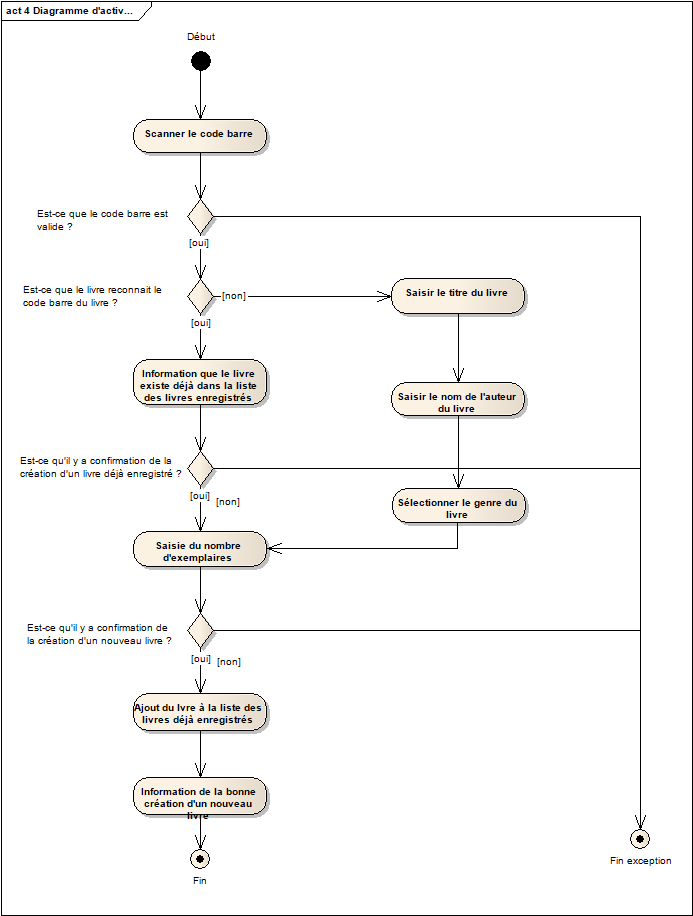 act 4 Diagramme d'activ...
Début
Scanner le code barre
Est-ce que le code barre est
valide ?
[oui]
Est-ce que le livre reconnait le
code barre du livre ?
[non]
Saisir le titre du livre
[oui]
Information que le livre
existe déjà dans la liste
des livres enregistrés
Saisir le nom de l'auteur
du livre
Est-ce qu'il y a confirmation de la
création d'un livre déjà enregistré ?
[oui]
[non]
Sélectionner le genre du
livre
Saisie du nombre
d'exemplaires
Est-ce qu'il y a confirmation de
la création d'un nouveau livre ?
[oui]
[non]
Ajout du lvre à la liste des
livres déjà enregistrés
Information de la bonne
création d'un nouveau
livre
Fin exception
Fin